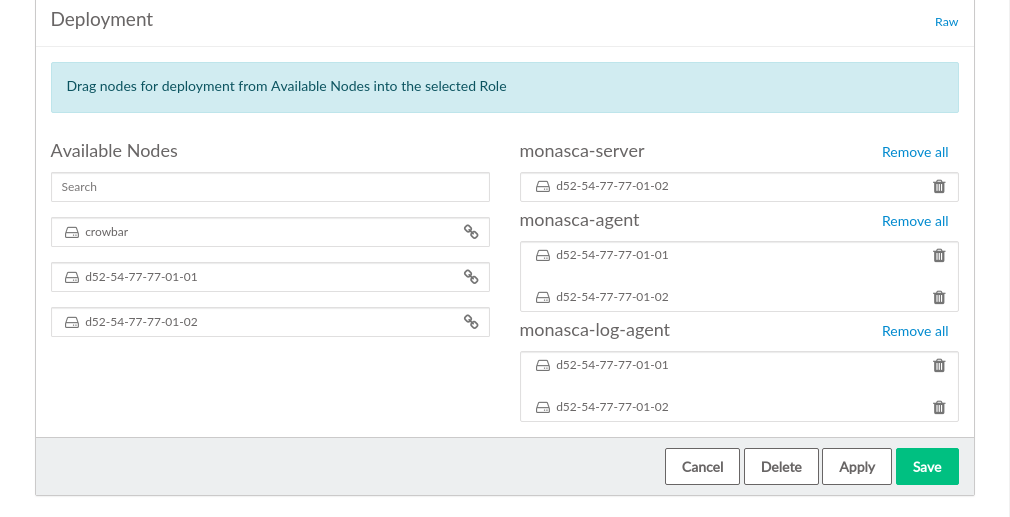 Deployment
Raw
Drag nodes for deployment from Available Nodes into the selected Role
Available Nodes
Search
crowbar
d52-54-77-77-01-01
d52-54-77-77-01-02
monasca-server
Remove all
d52-54-77-77-01-02
monasca-agent
Remove all
d52-54-77-77-01-01
d52-54-77-77-01-02
monasca-log-agent
Remove all
d52-54-77-77-01-01
d52-54-77-77-01-02
Cancel
Delete
Apply
Save